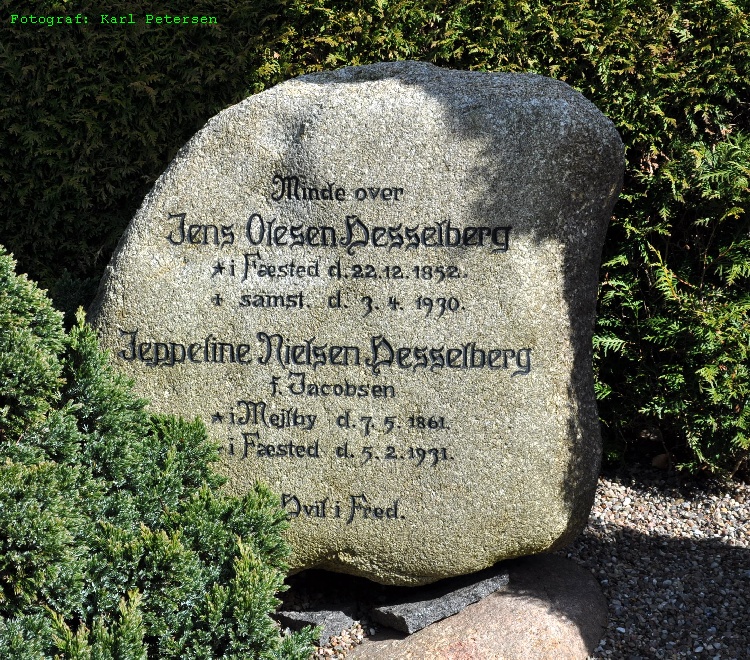 Fotograf: Karl Petersen
Minde over
Jens Olesen Hesselberg
* i Fæsted d. 22.12. 1852.
+ samst. d. 3. 4. 1930.
Jeppeline Nielsen Hesselberg
f. Jacobsen
* i Mejlby d. 7. 5. 1861.
i Fæsted d. 5. 2. 1931.
Hvil i Fred.